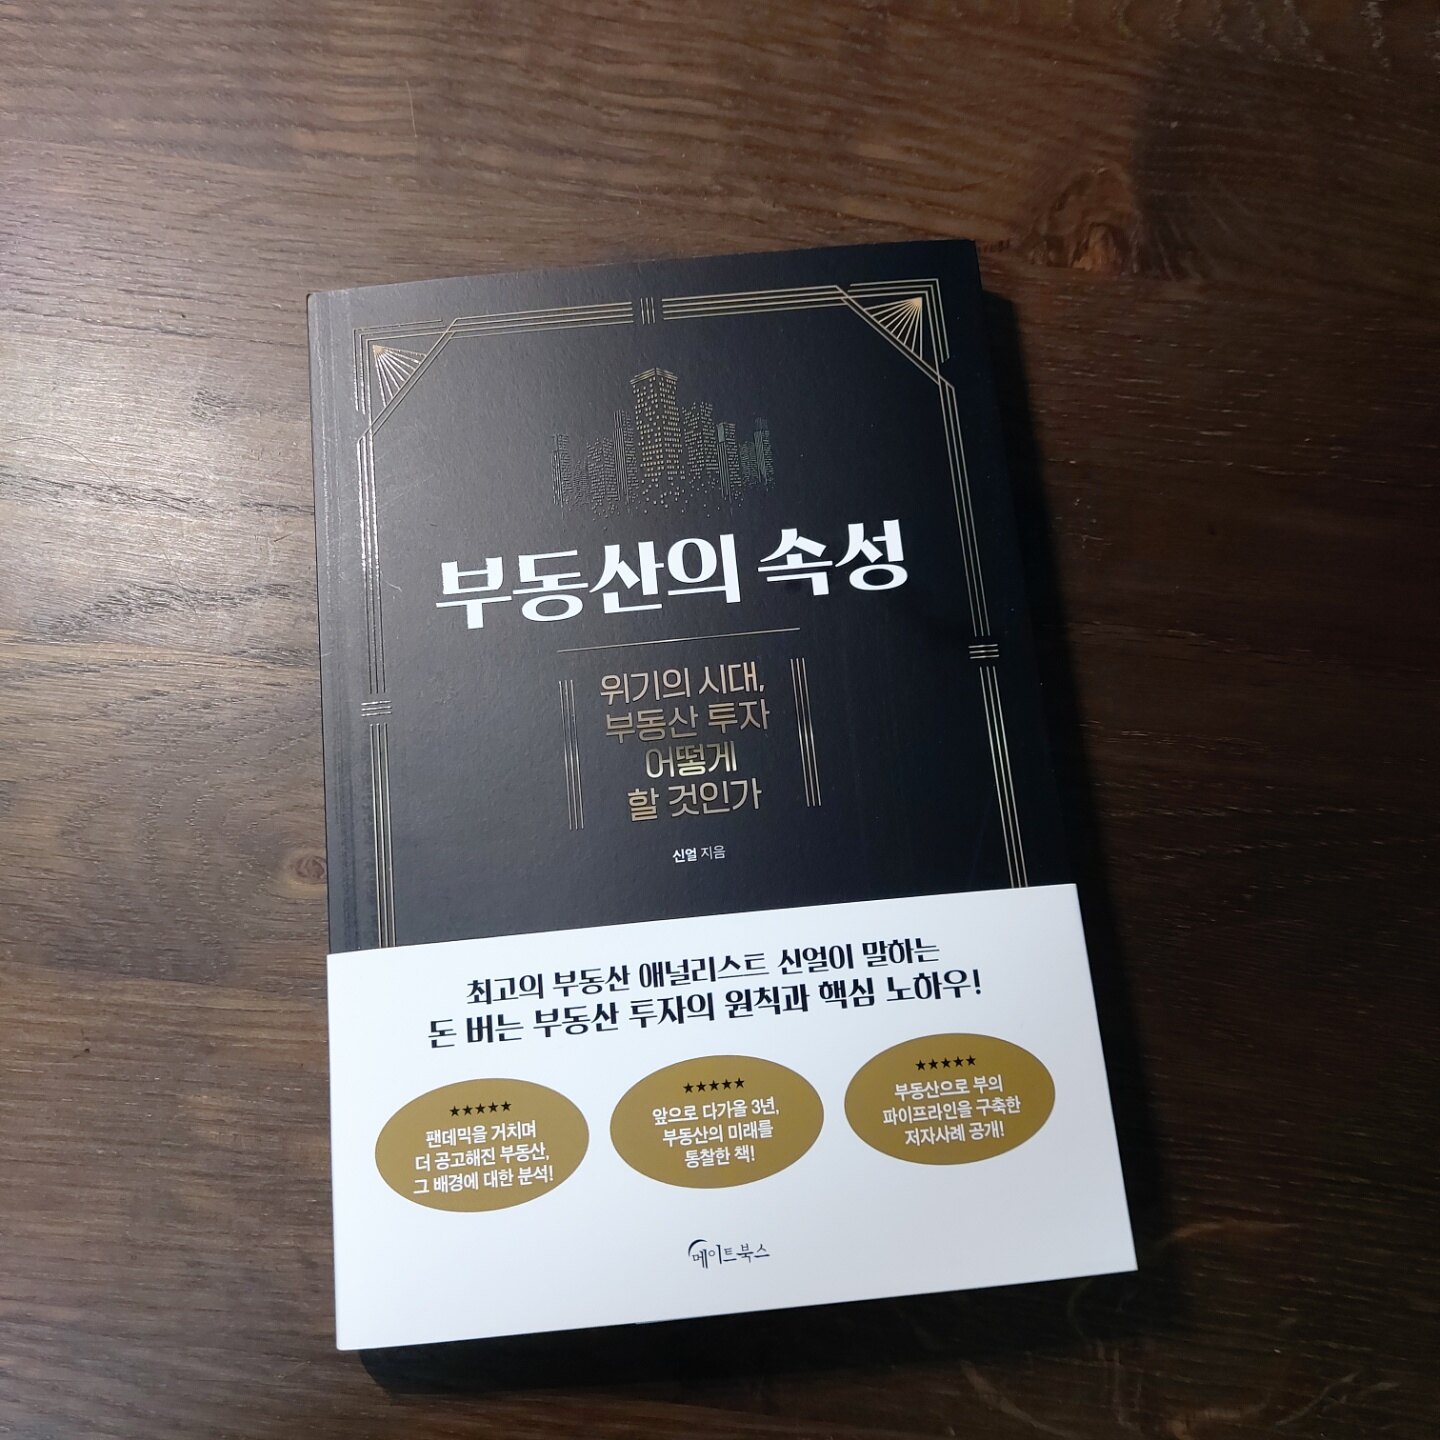 부동산의 속성
위기의 시대,
부동산 투자
어떻게
할 것인가
신얼 지음
최고의 부동산 애널리스트 신얼이 말하는
돈 버는 부동산 투자의 원칙과 핵심 노하우!
★★★★★
팬데믹을 거치며
더 공고해진 부동산,
그 배경에 대한 분석!
★★★★★
앞으로 다가올 3년,
부동산의 미래를
통찰한 책!
★★★★★
부동산으로 부의
파이프라인을 구축한
저자사례 공개!
메이트북스